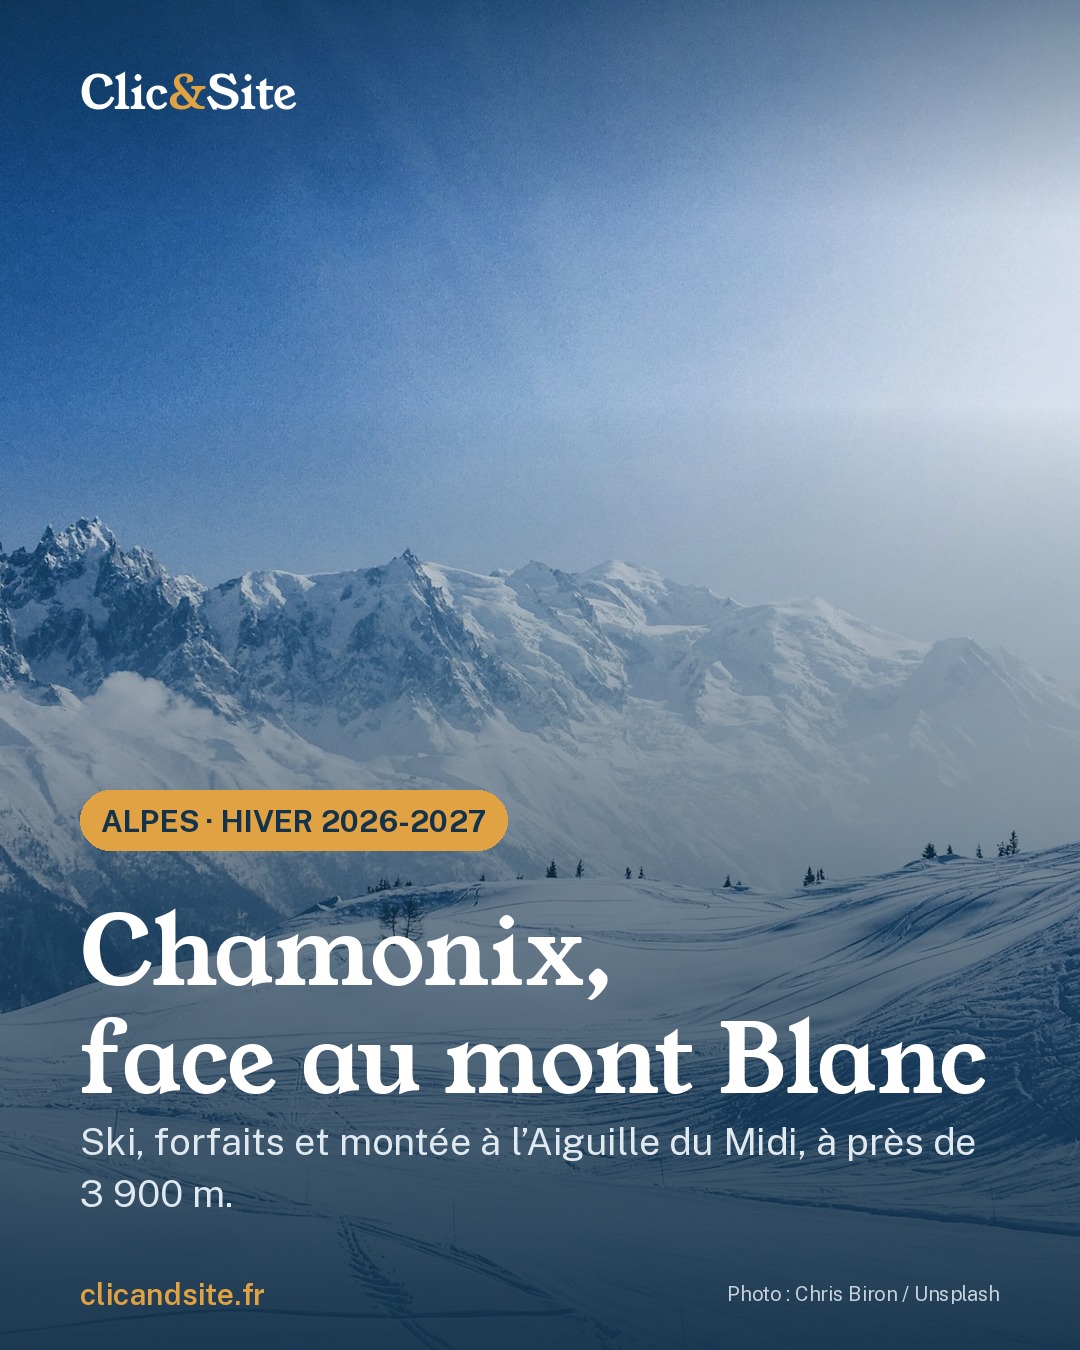 Clic&Site
ALPES · HIVER 2026-2027
Chamonix,
face au mont Blanc
Ski, forfaits et montée à l’Aiguille du Midi, à près de
3 900 m.
clicandsite.fr
Photo : Chris Biron / Unsplash